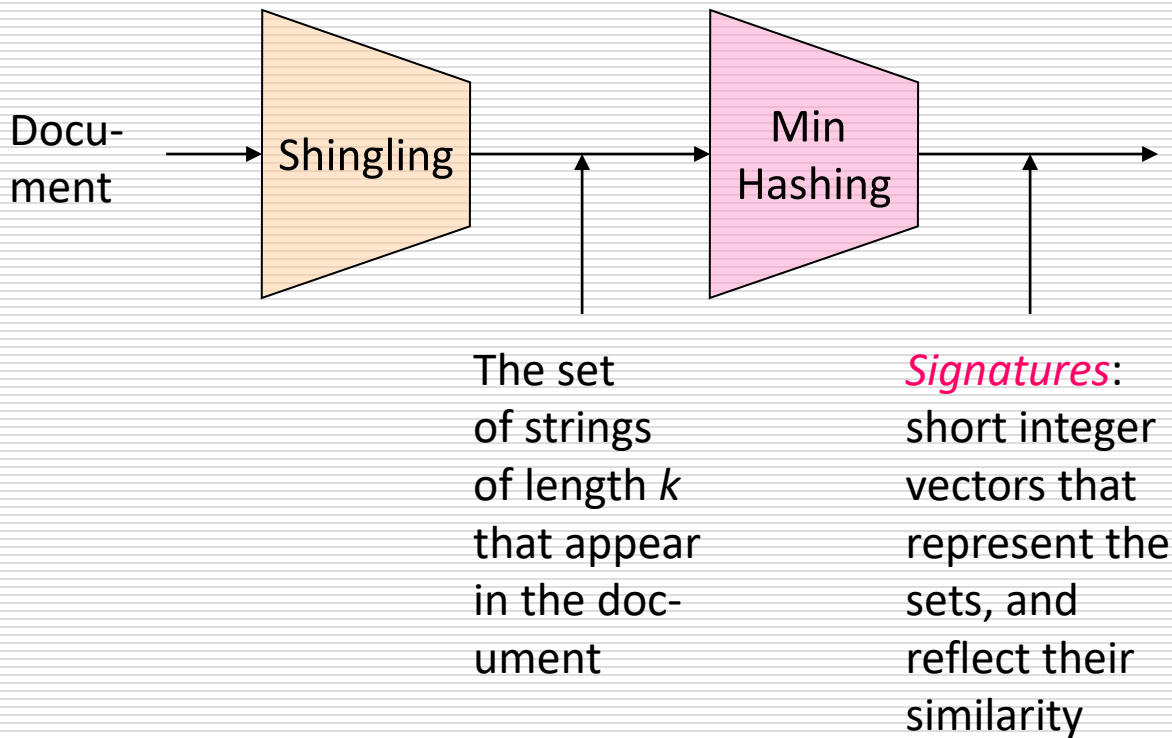 Docu-
ment
Shingling
Min
Hashing
The set
of strings
of length k
that appear
in the doc-
ument
Signatures:
short integer
vectors that
represent the
sets, and
reflect their
similarity